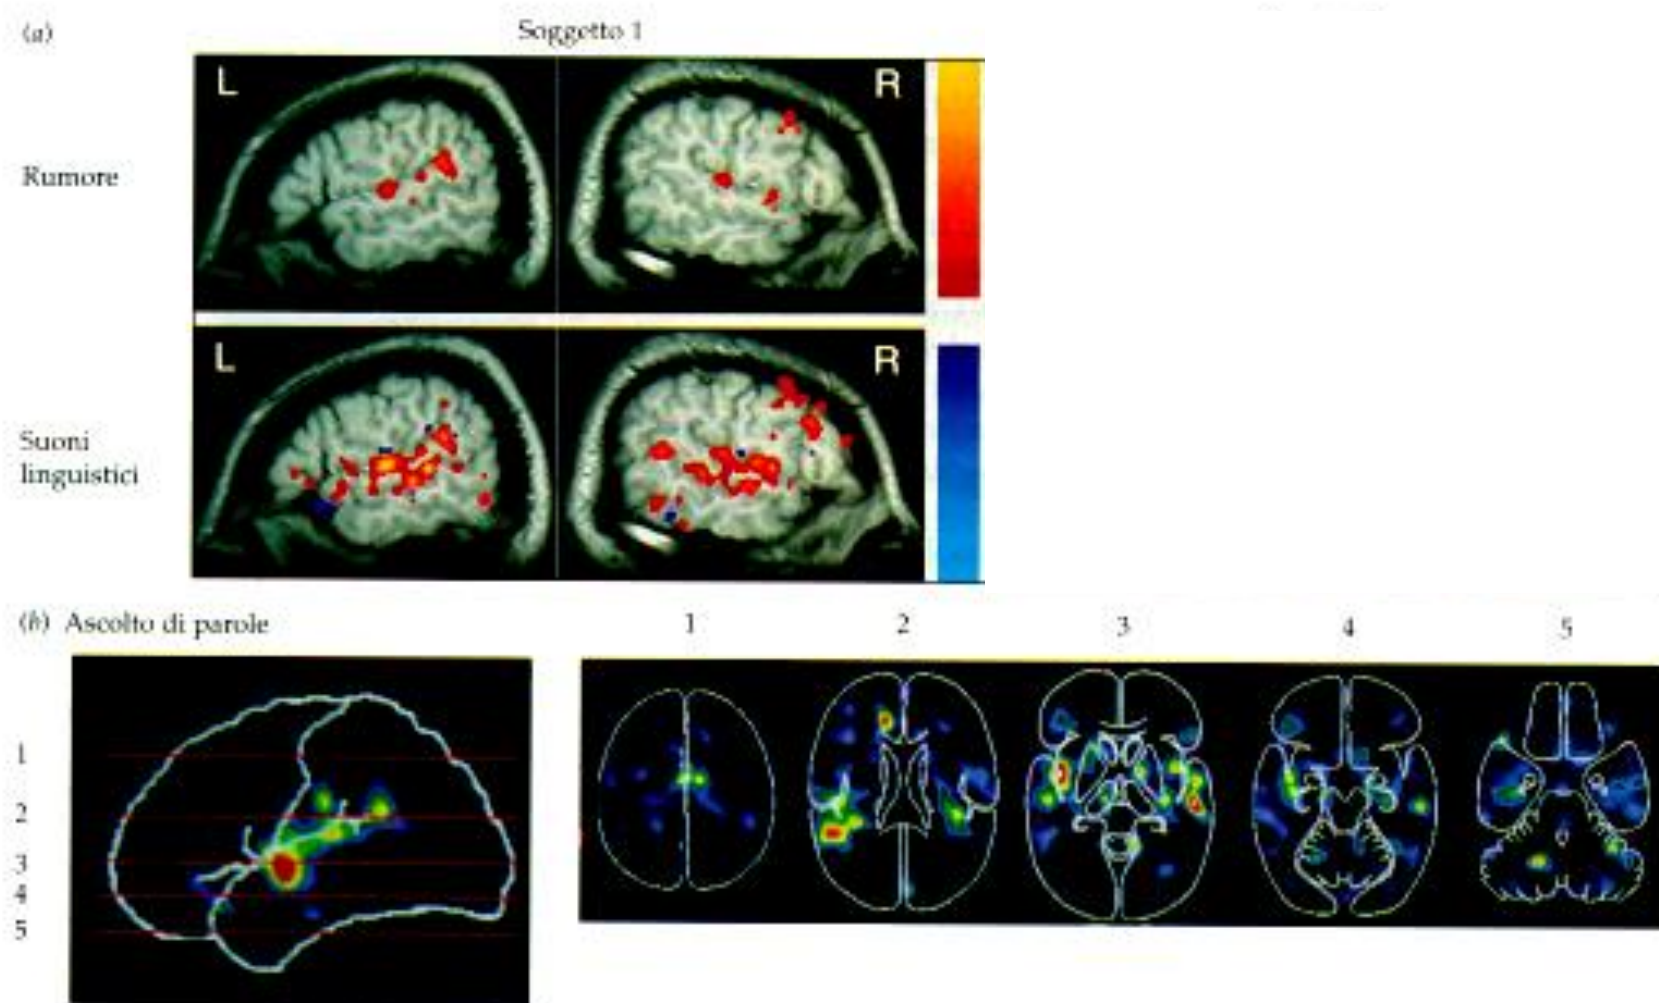 (a)
Soggetto 1
L
R
Rumore
L
R
Suoni
linguistici
(b) Ascolto di parole
1
2
3
4
5
1
2
3
4
5